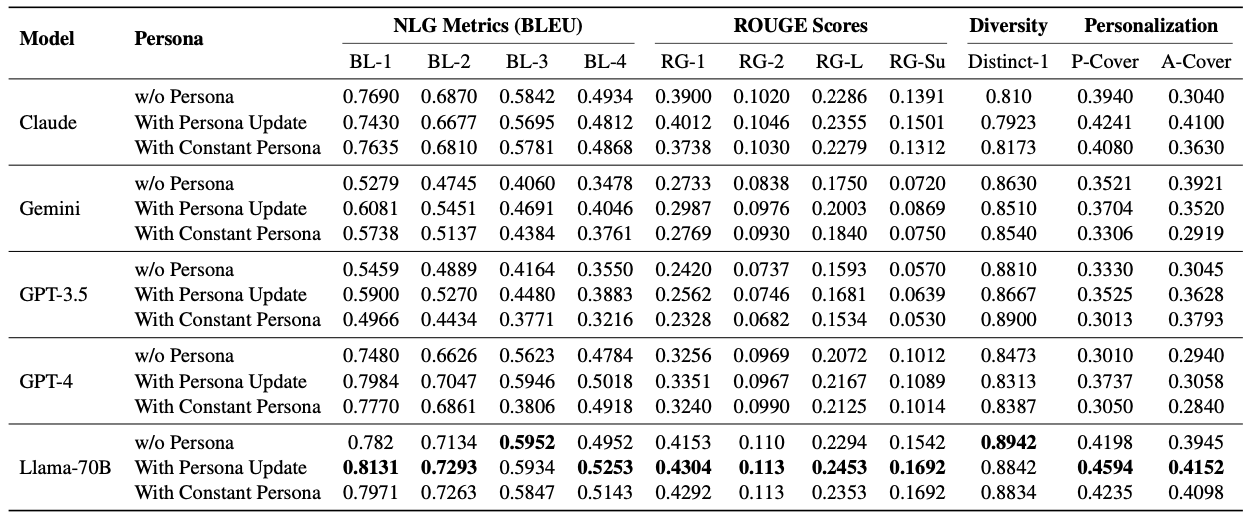 Model Persona NLG Metrics (BLEU) ROUGE Scores Diversity Personalization
BL-1 BL-2 BL-3 BL-4 RG-1 RG-2 RG-L RG-Su Distinct-1 P-Cover A-Cover
w/o Persona 0.7690 0.6870 0.5842 0.4934 0.3900 0.1020 0.2286 0.1391 0.810 0.3940 0.3040
Claude With Persona Update 0.7430 0.6677 0.5695 0.4812 0.4012 0.1046 0.2355 0.1501 0.7923 0.4241 0.4100
With Constant Persona 0.7635 0.6810 0.5781 0.4868 0.3738 0.1030 0.2279 0.1312 0.8173 0.4080 0.3630
w/o Persona 0.5279 0.4745 0.4060 0.3478 0.2733 0.0838 0.1750 0.0720 0.8630 0.3521 0.3921
Gemini With Persona Update 0.6081 0.5451 0.4691 0.4046 0.2987 0.0976 0.2003 0.0869 0.8510 0.3704 0.3520
With Constant Persona 0.5738 0.5137 0.4384 0.3761 0.2769 0.0930 0.1840 0.0750 0.8540 0.3306 0.2919
w/o Persona 0.5459 0.4889 0.4164 0.3550 0.2420 0.0737 0.1593 0.0570 0.8810 0.3330 0.3045
GPT-3.5 With Persona Update 0.5900 0.5270 0.4480 0.3883 0.2562 0.0746 0.1681 0.0639 0.8667 0.3525 0.3628
With Constant Persona 0.4966 0.4434 0.3771 0.3216 0.2328 0.0682 0.1534 0.0530 0.8900 0.3013 0.3793
w/o Persona 0.7480 0.6626 0.5623 0.4784 0.3256 0.0969 0.2072 0.1012 0.8473 0.3010 0.2940
GPT-4 With Persona Update 0.7984 0.7047 0.5946 0.5018 0.3351 0.0967 0.2167 0.1089 0.8313 0.3737 0.3058
With Constant Persona 0.7770 0.6861 0.3806 0.4918 0.3240 0.0990 0.2125 0.1014 0.8387 0.3050 0.2840
w/o Persona 0.782 0.7134 0.5952 0.4952 0.4153 0.110 0.2294 0.1542 0.8942 0.4198 0.3945
Llama-70B With Persona Update 0.8131 0.7293 0.5934 0.5253 0.4304 0.113 0.2453 0.1692 0.8842 0.4594 0.4152
With Constant Persona 0.7971 0.7263 0.5847 0.5143 0.4292 0.113 0.2353 0.1692 0.8834 0.4235 0.4098